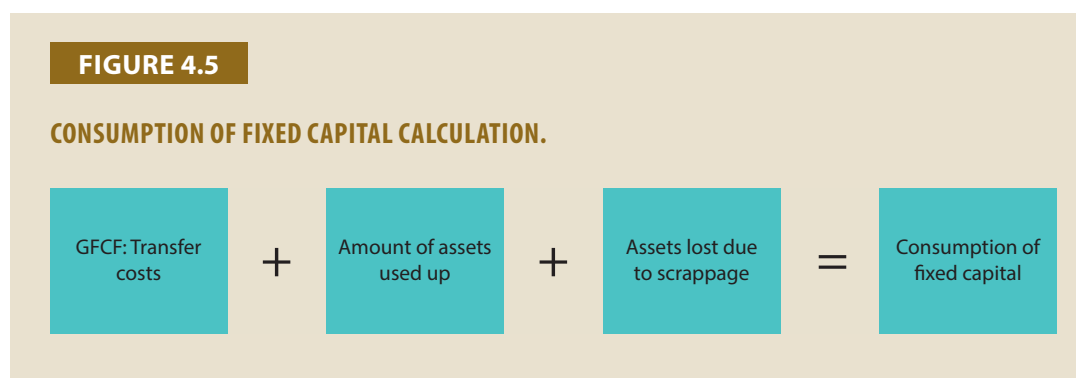 FIGURE 4.5
CONSUMPTION OF FIXED CAPITAL CALCULATION.
GFCF: Transfer
costs
+
Amount of assets
used up
+
Assets lost due
to scrappage
=
Consumption of
fixed capital